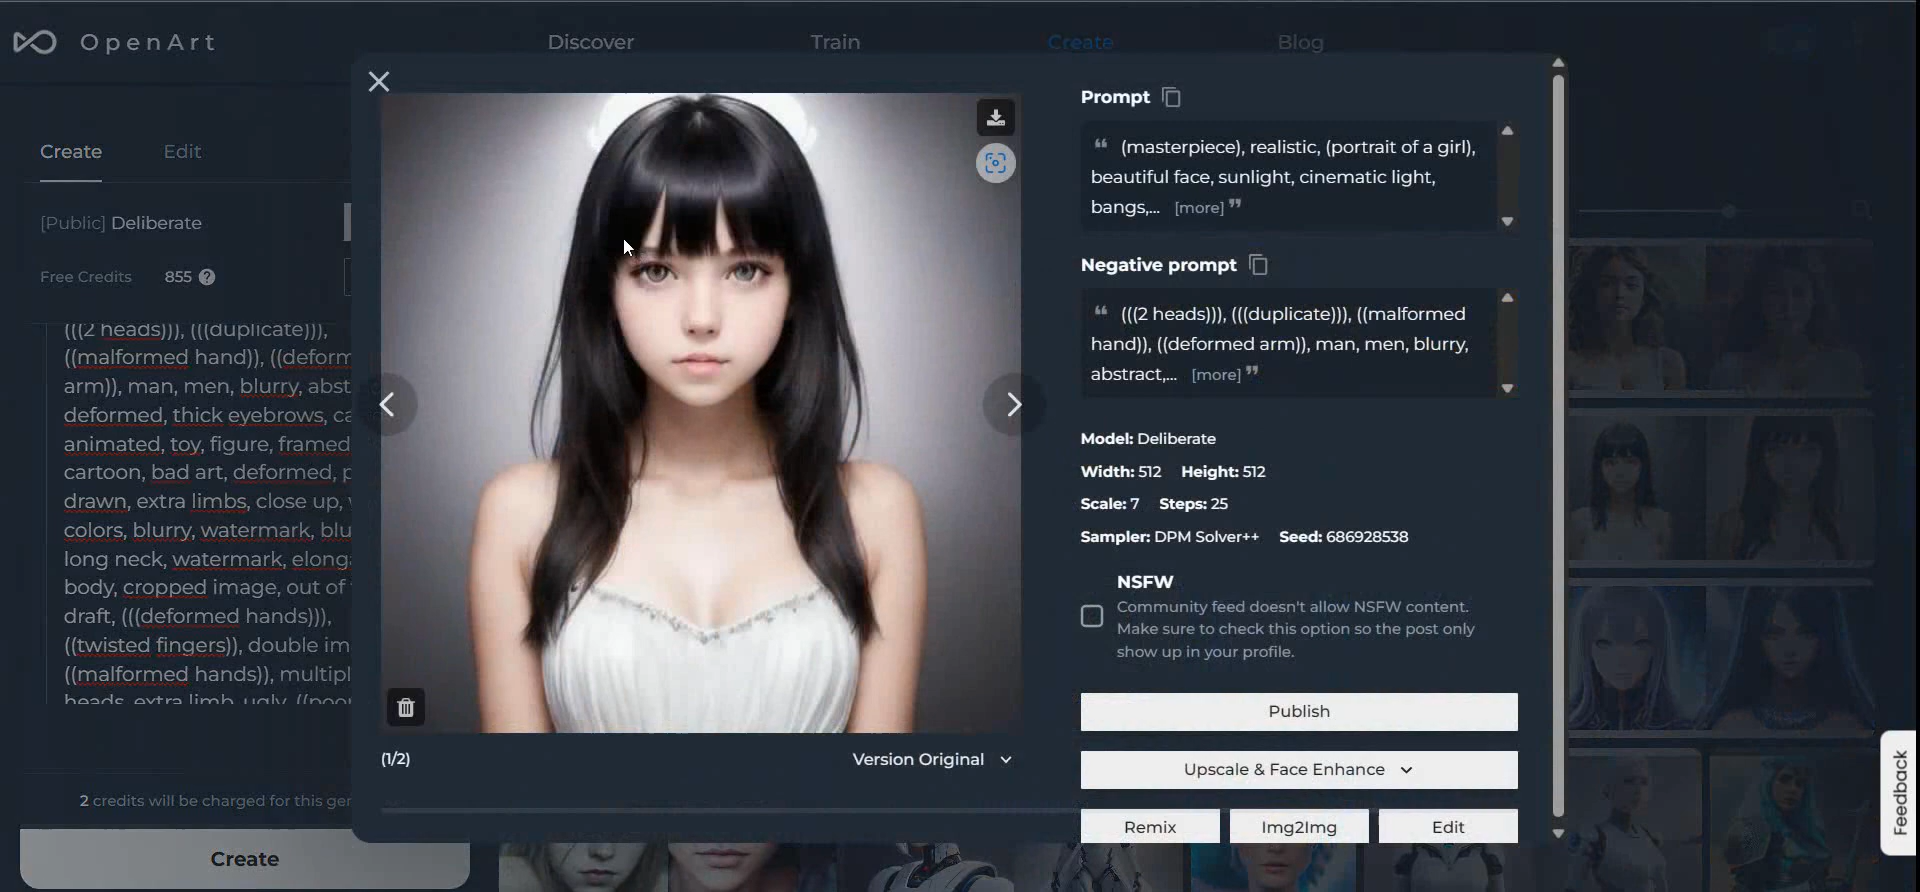 OpenArt
Discover
Train
Create
Blog
Create
Edit
[Public] Deliberate
Free Credits 855 ?
(((2 heads))), (((duplicate))),
((malformed hand)), ((deform
arm)), man, men, blurry, abst
deformed, thick eyebrows, ca
animated, toy, figure, framed
cartoon, bad art, deformed, p
drawn, extra limbs, close up,
colors, blurry, watermark, blu
long neck, watermark, elong
body, cropped image, out of
draft, (((deformed hands))),
((twisted fingers)), double im
((malformed hands)), multipl
heads, extra limb, ugly, ((poor
2 credits will be charged for this ger
Create
(1/2)
Version Original
Prompt
“ (masterpiece), realistic, (portrait of a girl),
beautiful face, sunlight, cinematic light,
bangs,... [more] ”
Negative prompt
“ (((2 heads))), (((duplicate))), ((malformed
hand)), ((deformed arm)), man, men, blurry,
abstract,... [more] ”
Model: Deliberate
Width: 512 Height: 512
Scale: 7 Steps: 25
Sampler: DPM Solver++ Seed: 686928538
NSFW
Community feed doesn't allow NSFW content.
Make sure to check this option so the post only
show up in your profile.
Publish
Upscale & Face Enhance
Remix
Img2Img
Edit
Feedback